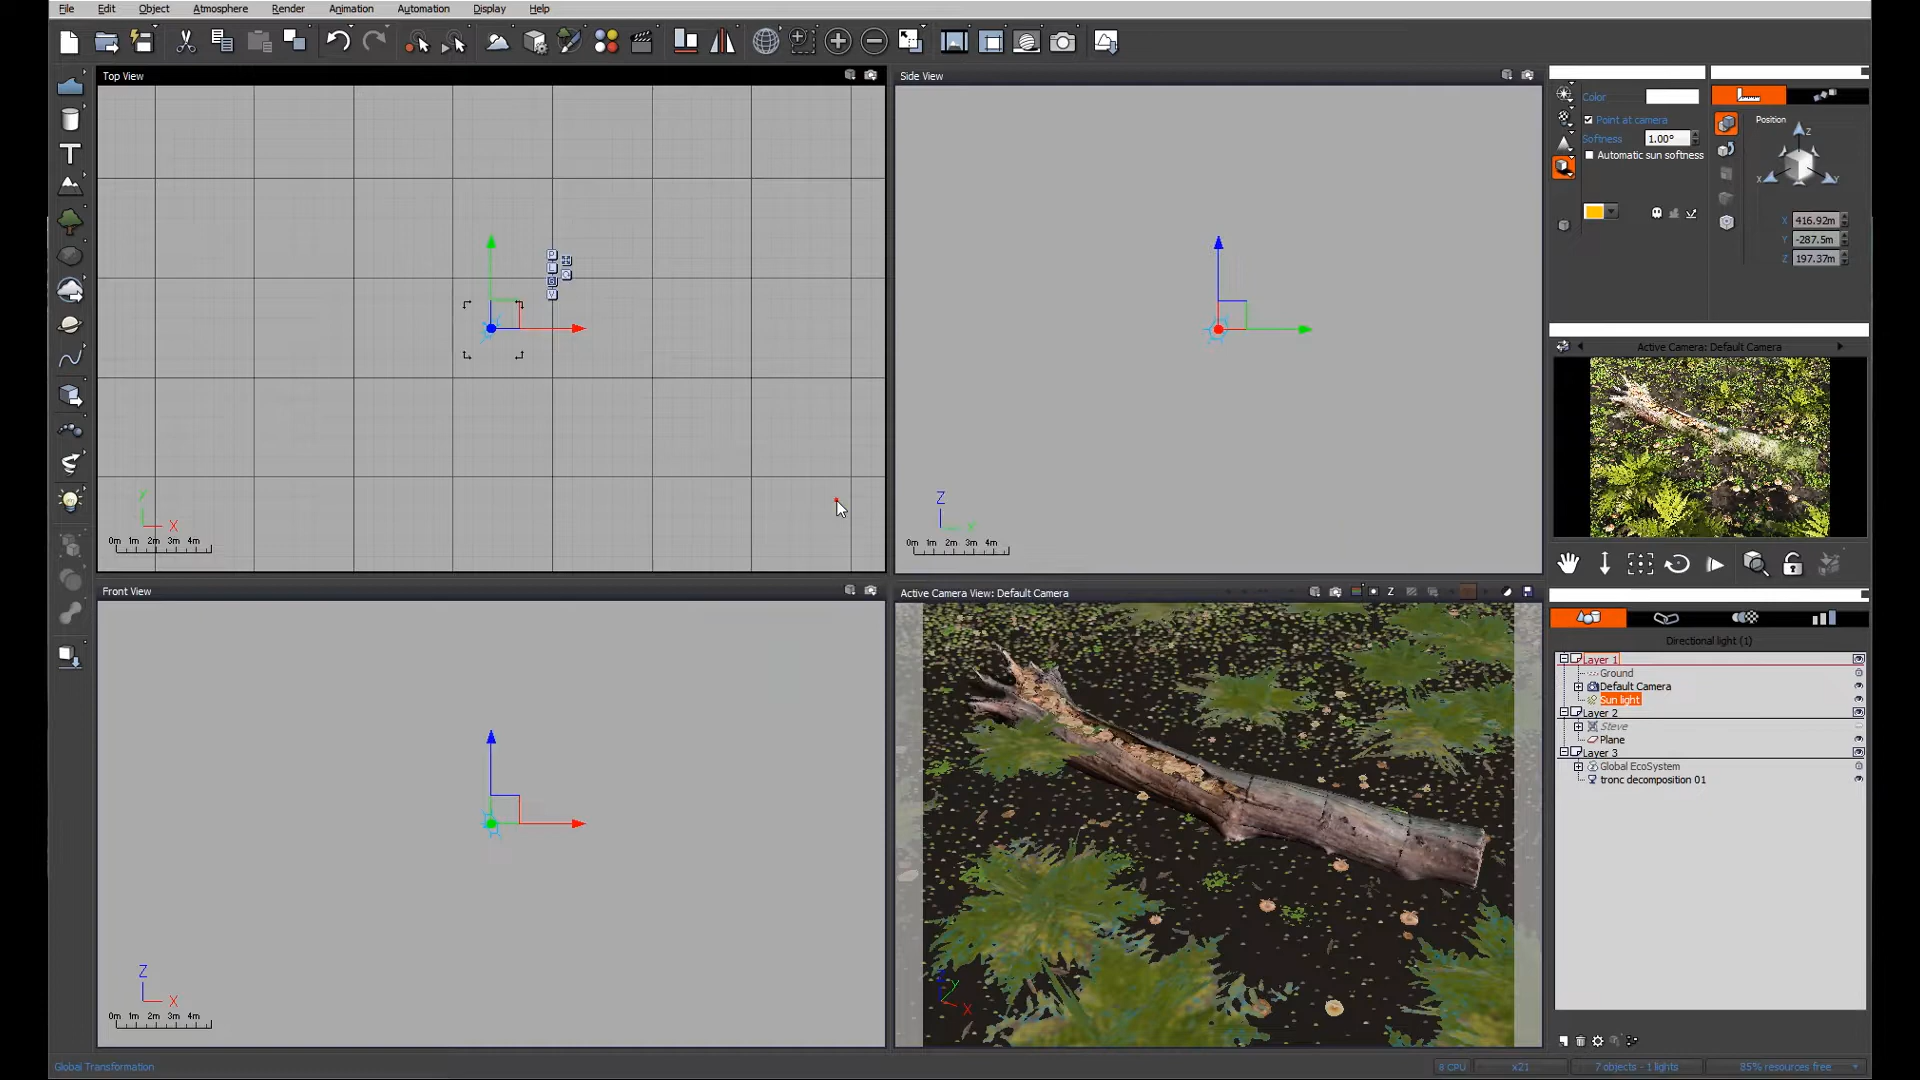 File Edit Object Atmosphere Render Animation Automation Display Help
Top View
Side View
Color
Point at camera
Softness 1.00°
Automatic sun softness
Position
Z
X Y
X 416.92m
Y -287.5m
Z 197.37m
Active Camera: Default Camera
Y
X
0m 1m 2m 3m 4m
Z
0m 1m 2m 3m 4m
Front View
Active Camera View: Default Camera
Z
Directional light (1)
Layer 1
Ground
Default Camera
Sun light
Layer 2
Steve
Plane
Layer 3
Global EcoSystem
tronc decomposition 01
Z
X
0m 1m 2m 3m 4m
Y
X
Global Transformation
8 CPU x21 7 objects - 1 lights 85% resources free